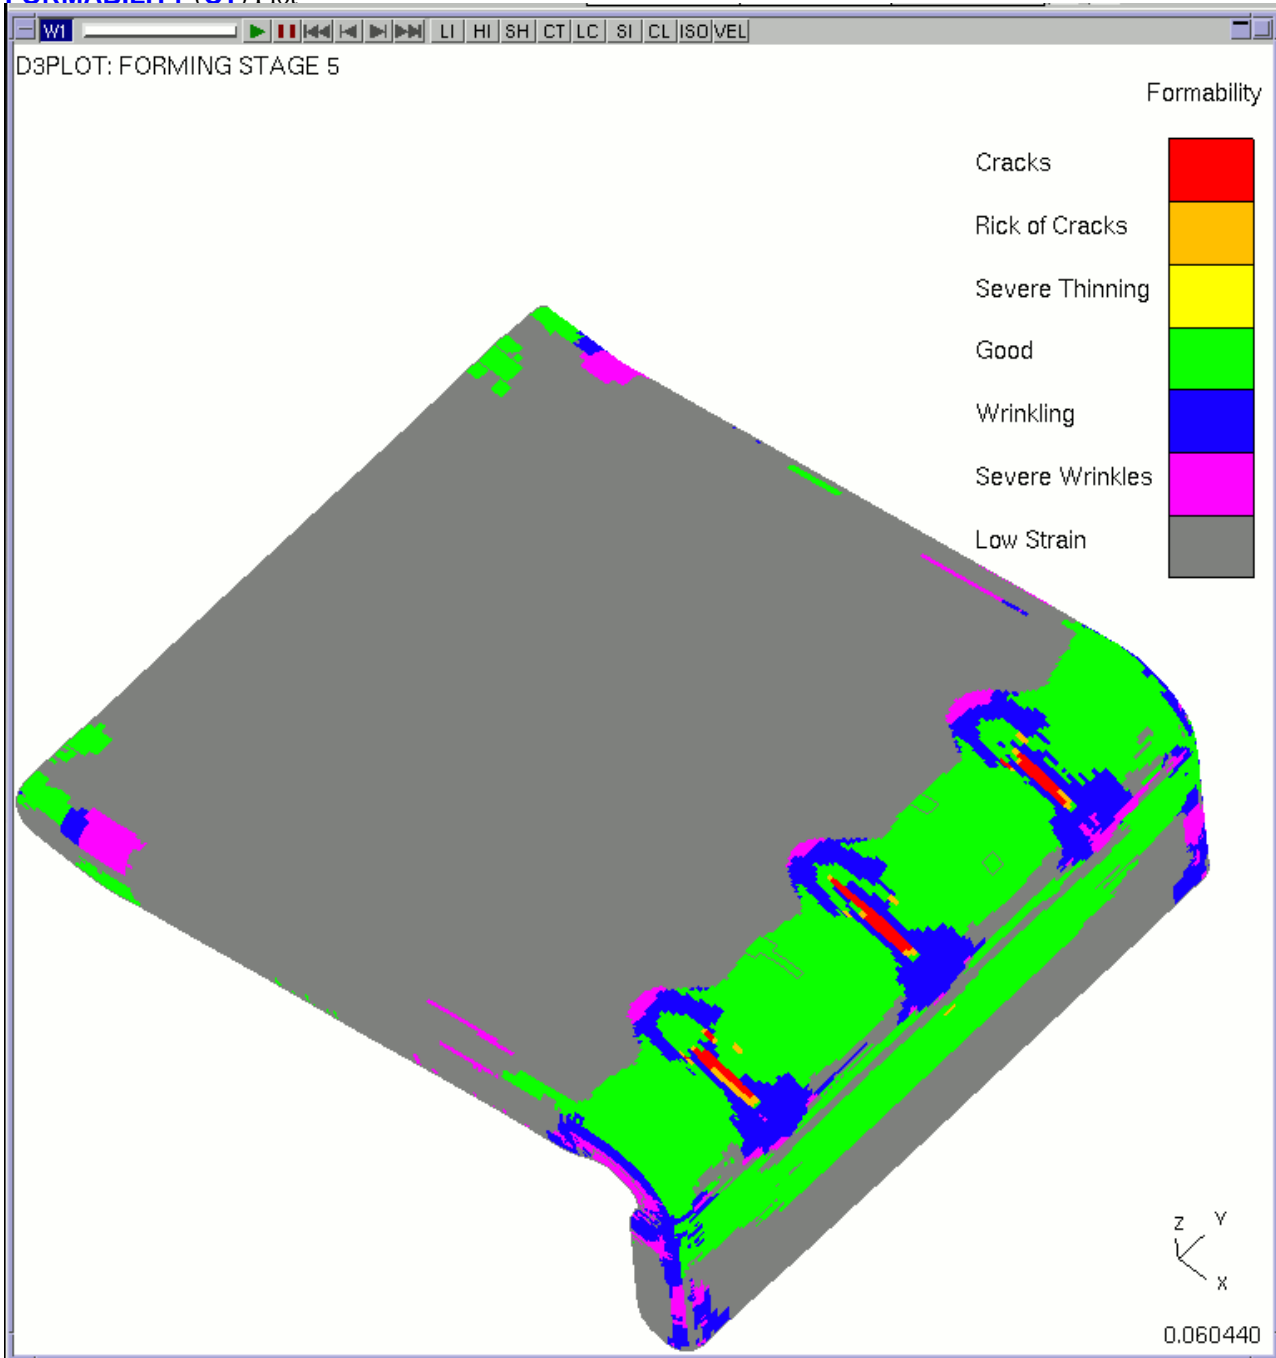 W1 LI HI SH CT LC SI CL ISO VEL
D3PLOT: FORMING STAGE 5
Formability
Cracks
Rick of Cracks
Severe Thinning
Good
Wrinkling
Severe Wrinkles
Low Strain
Z Y
X
0.060440